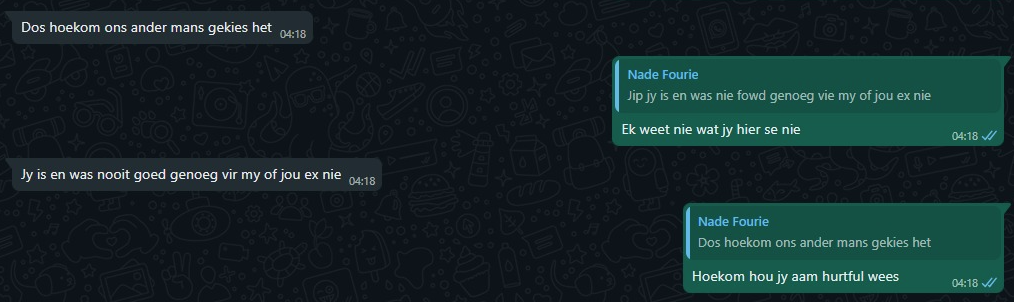 Dos hoekom ons ander mans gekies het
04:18
Nade Fourie
Jip jy is en was nie fowd genoeg vie my of jou ex nie
Ek weet nie wat jy hier se nie
04:18
Jy is en was nooit goed genoeg vir my of jou ex nie
04:18
Nade Fourie
Dos hoekom ons ander mans gekies het
Hoekom hou jy aam hurtful wees
04:18